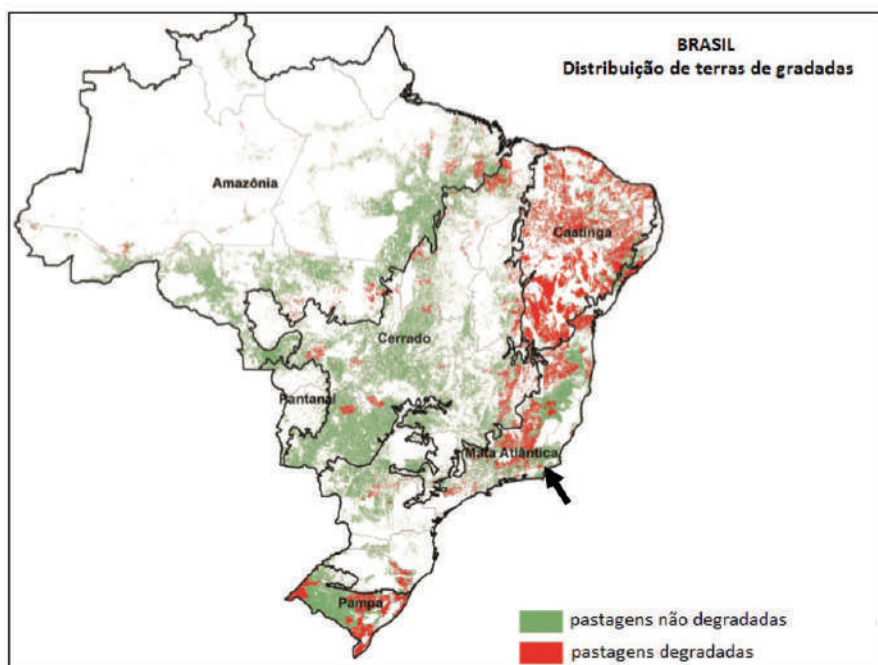 BRASIL
Distribuição de terras de gradadas
Amazônia
Caatinga
Cerrado
Pantanal
Mata Atlântica
Pampa
pastagens não degradadas
pastagens degradadas